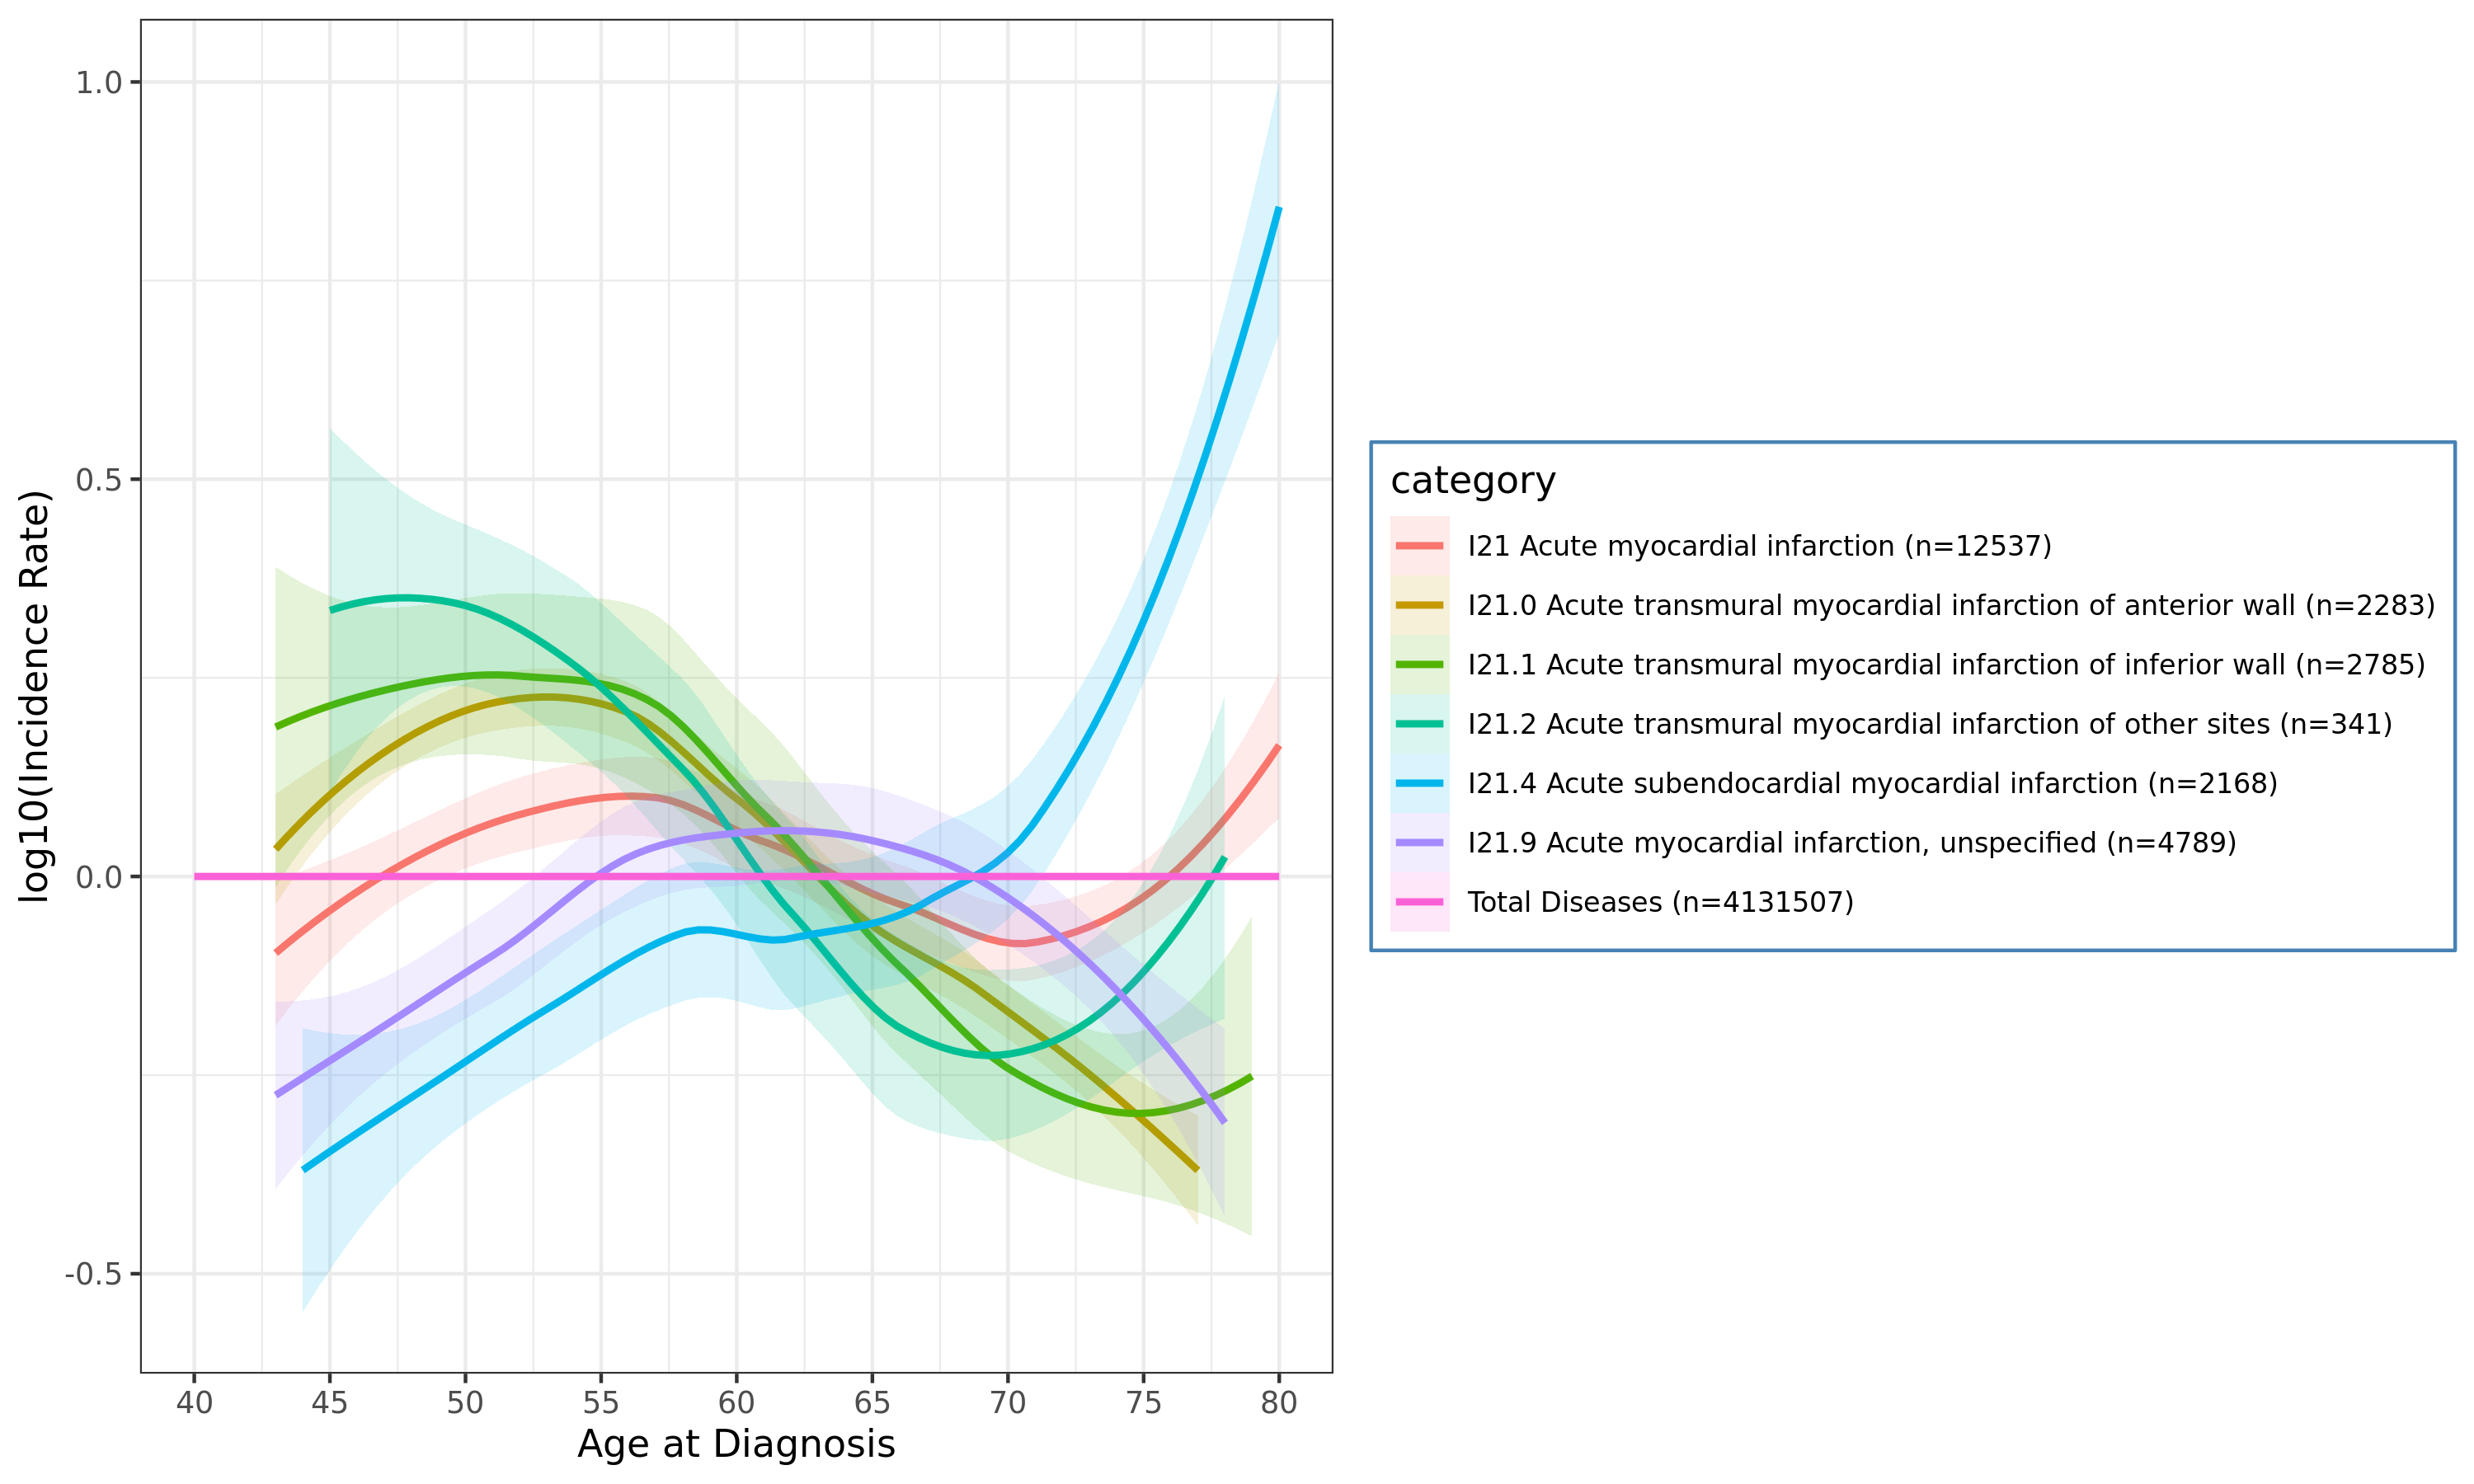 1.0
0.5
0.0
-0.5
log10(Incidence Rate)
40 45 50 55 60 65 70 75 80
Age at Diagnosis
category
I21 Acute myocardial infarction (n=12537)
I21.0 Acute transmural myocardial infarction of anterior wall (n=2283)
I21.1 Acute transmural myocardial infarction of inferior wall (n=2785)
I21.2 Acute transmural myocardial infarction of other sites (n=341)
I21.4 Acute subendocardial myocardial infarction (n=2168)
I21.9 Acute myocardial infarction, unspecified (n=4789)
Total Diseases (n=4131507)